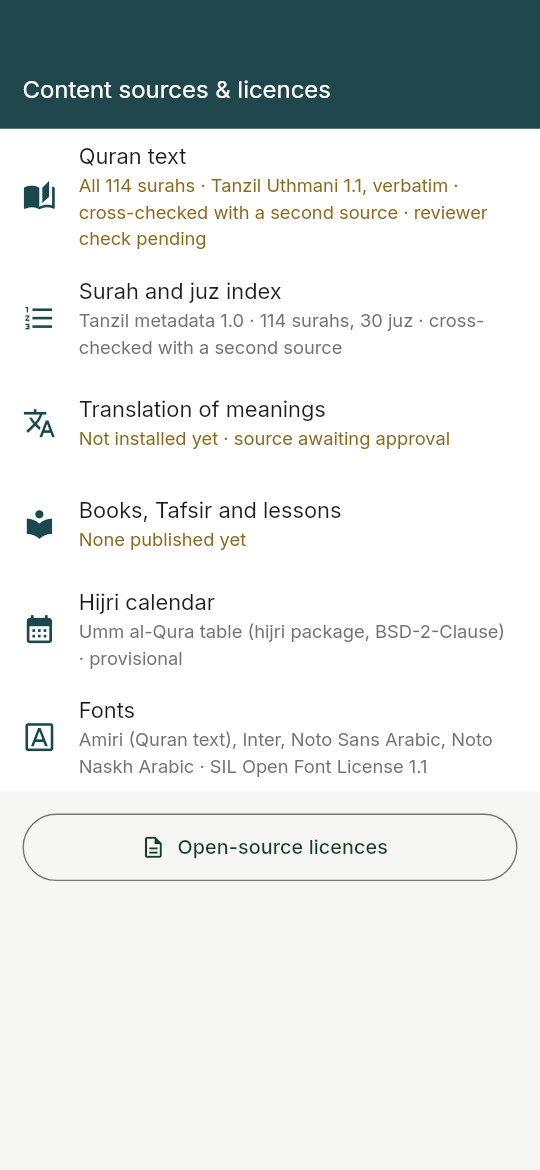 Content sources & licences
Quran text
All 114 surahs · Tanzil Uthmani 1.1, verbatim ·
cross-checked with a second source · reviewer
check pending
Surah and juz index
Tanzil metadata 1.0 · 114 surahs, 30 juz · cross-
checked with a second source
Translation of meanings
Not installed yet · source awaiting approval
Books, Tafsir and lessons
None published yet
Hijri calendar
Umm al-Qura table (hijri package, BSD-2-Clause)
· provisional
Fonts
Amiri (Quran text), Inter, Noto Sans Arabic, Noto
Naskh Arabic · SIL Open Font License 1.1
Open-source licences